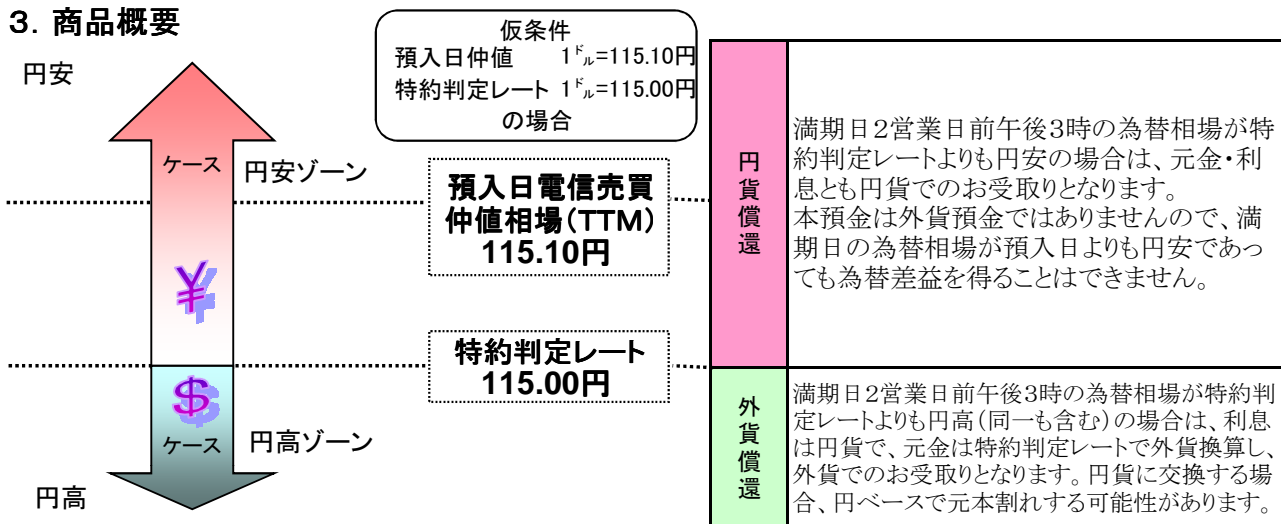 3. 商品概要
仮条件
預入日仲値 1ドル=115.10円
特約判定レート 1ドル=115.00円
の場合
円安
ケース
円安ゾーン
預入日電信売買
仲値相場(TTM)
115.10円
¥
特約判定レート
115.00円
$
ケース
円高ゾーン
円高
円貨償還
満期日2営業日前午後3時の為替相場が特
約判定レートよりも円安の場合は、元金・利
息とも円貨でのお受取りとなります。
本預金は外貨預金ではありませんので、満
期日の為替相場が預入日よりも円安であっ
ても為替差益を得ることはできません。
外貨償還
満期日2営業日前午後3時の為替相場が特約判
定レートよりも円高(同一も含む)の場合は、利息
は円貨で、元金は特約判定レートで外貨換算し、
外貨でのお受取りとなります。円貨に交換する場
合、円ベースで元本割れする可能性があります。